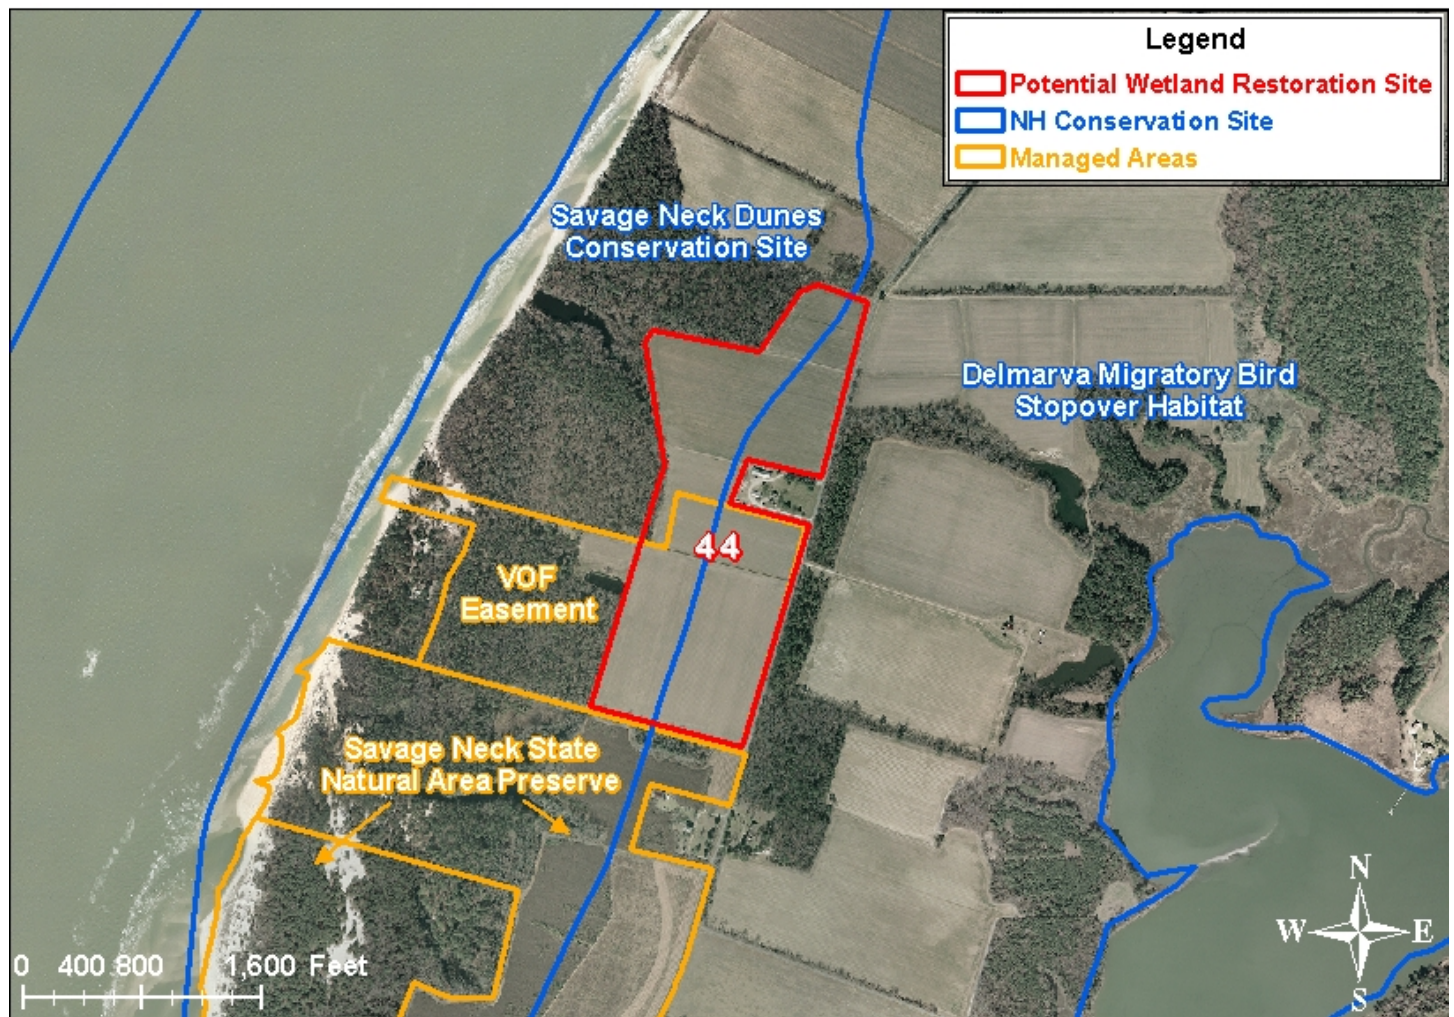 Legend
Potential Wetland Restoration Site
NH Conservation Site
Managed Areas
Savage Neck Dunes
Conservation Site
Delmarva Migratory Bird
Stopover Habitat
44
VOF
Easement
Savage Neck State
Natural Area Preserve
N
W E
S
0 400 800 1,600 Feet